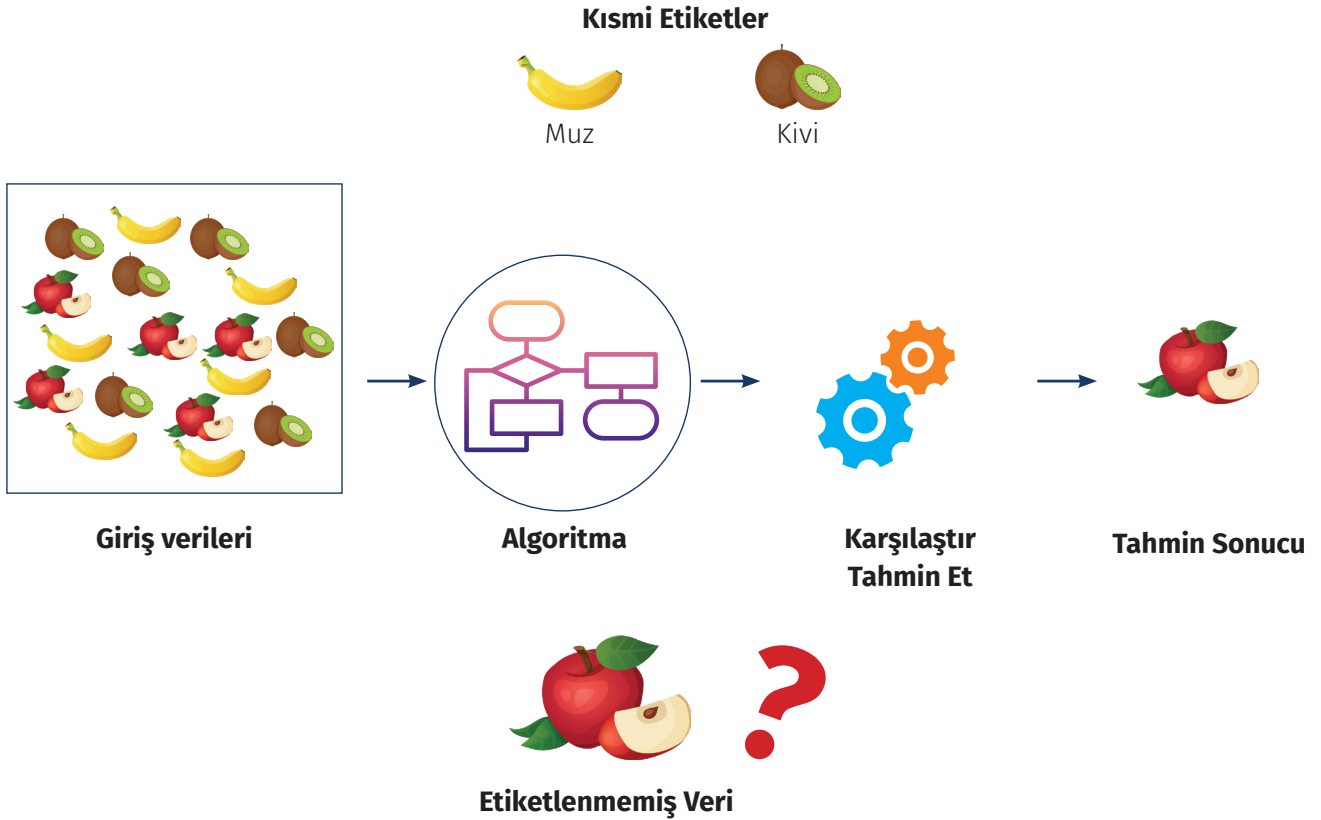 Kısmi Etiketler
Muz
Kivi
Giriş verileri
Algoritma
Karşılaştır
Tahmin Et
Tahmin Sonucu
Etiketlenmemiş Veri